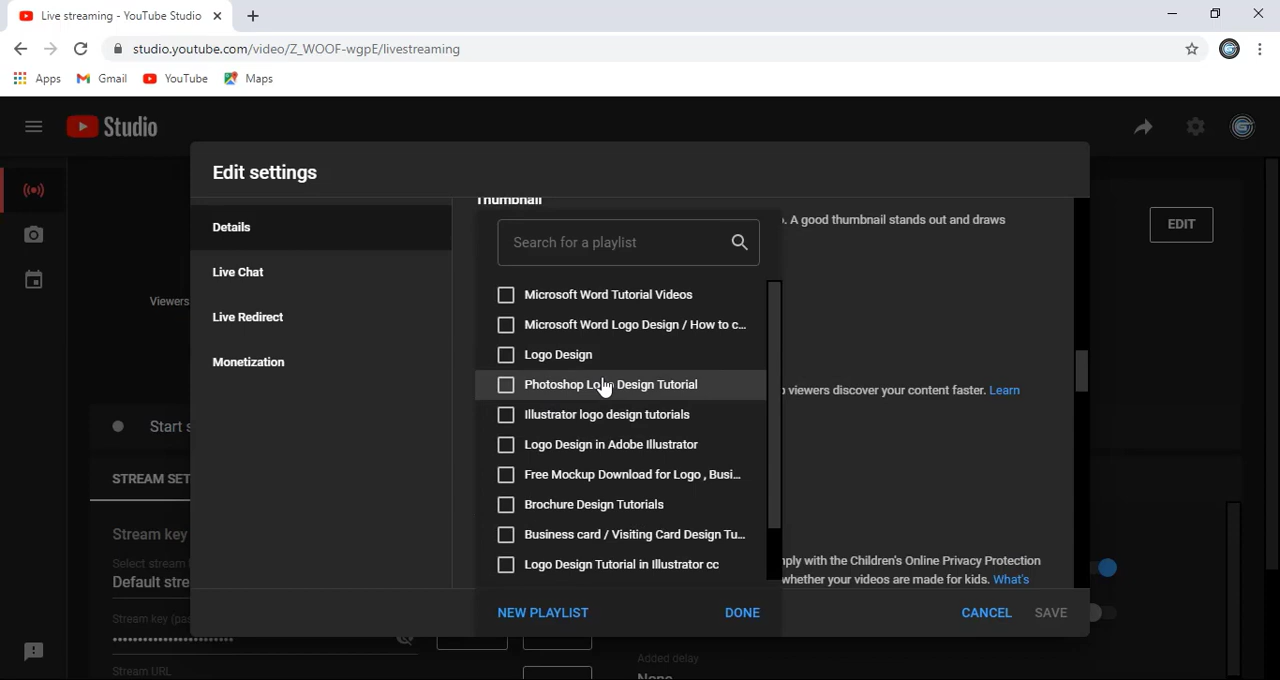 Live streaming - YouTube Studio
studio.youtube.com/video/Z_WOOF-wgpE/livestreaming
Apps Gmail YouTube Maps
Studio
Edit settings
Details
Live Chat
Live Redirect
Monetization
Thumbnail
. A good thumbnail stands out and draws
EDIT
Search for a playlist
Viewers
Microsoft Word Tutorial Videos
Microsoft Word Logo Design / How to c...
Logo Design
Photoshop Logo Design Tutorial
viewers discover your content faster. Learn
Illustrator logo design tutorials
Start s
Logo Design in Adobe Illustrator
Free Mockup Download for Logo , Busi...
STREAM SET
Brochure Design Tutorials
Business card / Visiting Card Design Tu...
Stream key
Logo Design Tutorial in Illustrator cc
Select stream
nply with the Children's Online Privacy Protection
whether your videos are made for kids. What's
Default stre
NEW PLAYLIST DONE
CANCEL SAVE
Stream key (pas
Added delay
None
Stream URL